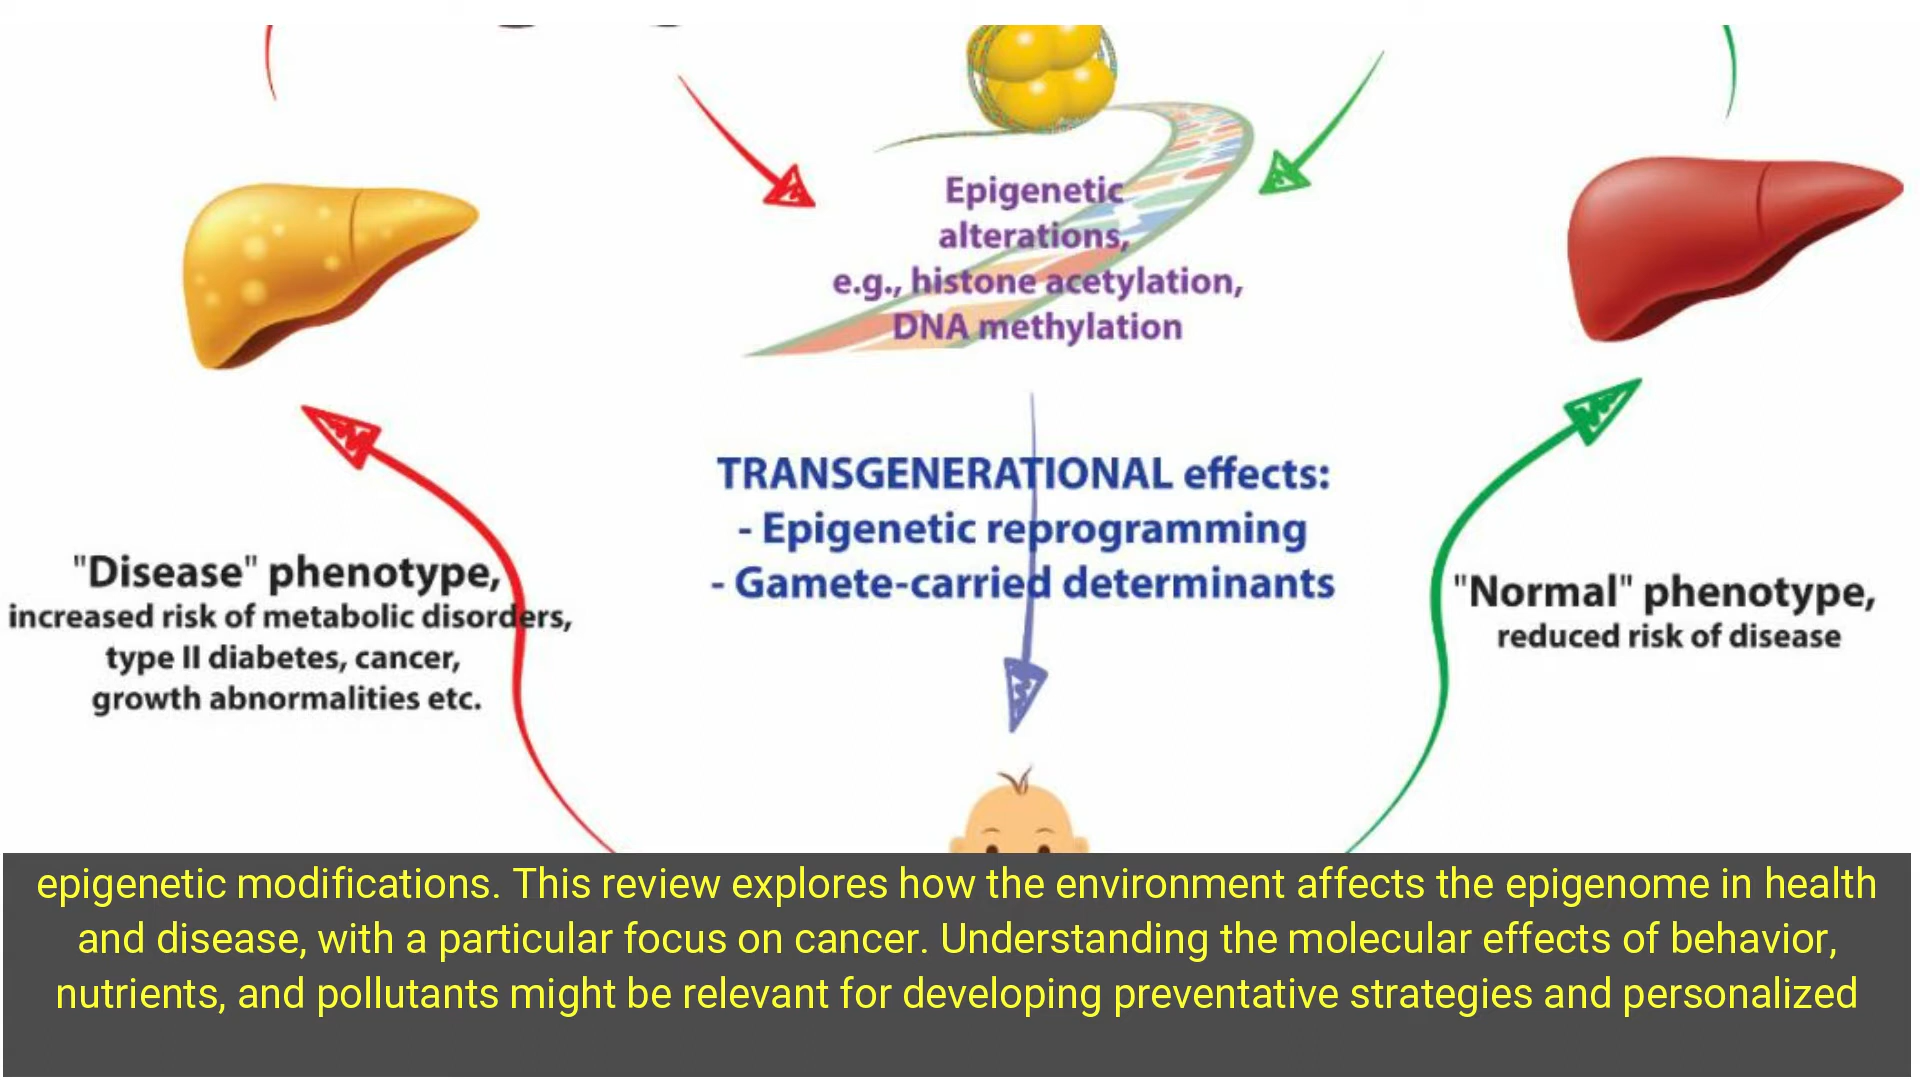 Epigenetic
alterations,
e.g., histone acetylation,
DNA methylation
TRANSGENERATIONAL effects:
- Epigenetic reprogramming
- Gamete-carried determinants
"Disease" phenotype,
increased risk of metabolic disorders,
type II diabetes, cancer,
growth abnormalities etc.
"Normal" phenotype,
reduced risk of disease
epigenetic modifications. This review explores how the environment affects the epigenome in health
and disease, with a particular focus on cancer. Understanding the molecular effects of behavior,
nutrients, and pollutants might be relevant for developing preventative strategies and personalized